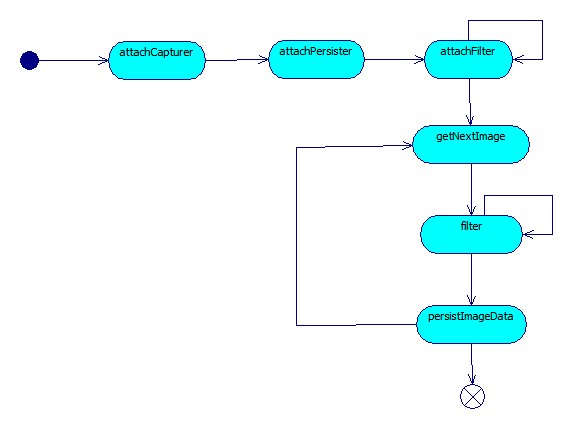 attachCapturer
attachPersister
attachFilter
getNextImage
filter
persistImageData